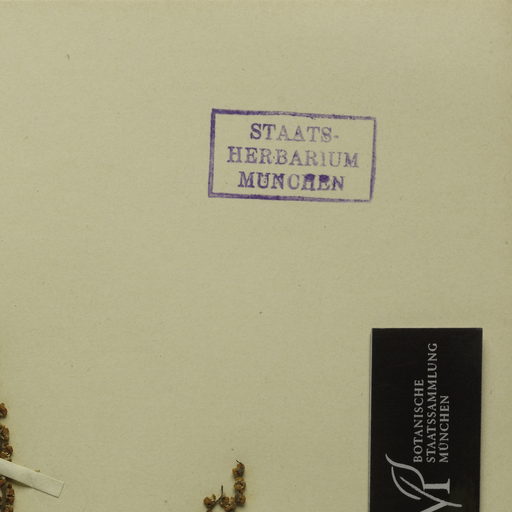 STAATS-
HERBARIUM
MÜNCHEN
BOTANISCHE
STAATSSAMMLUNG
MÜNCHEN